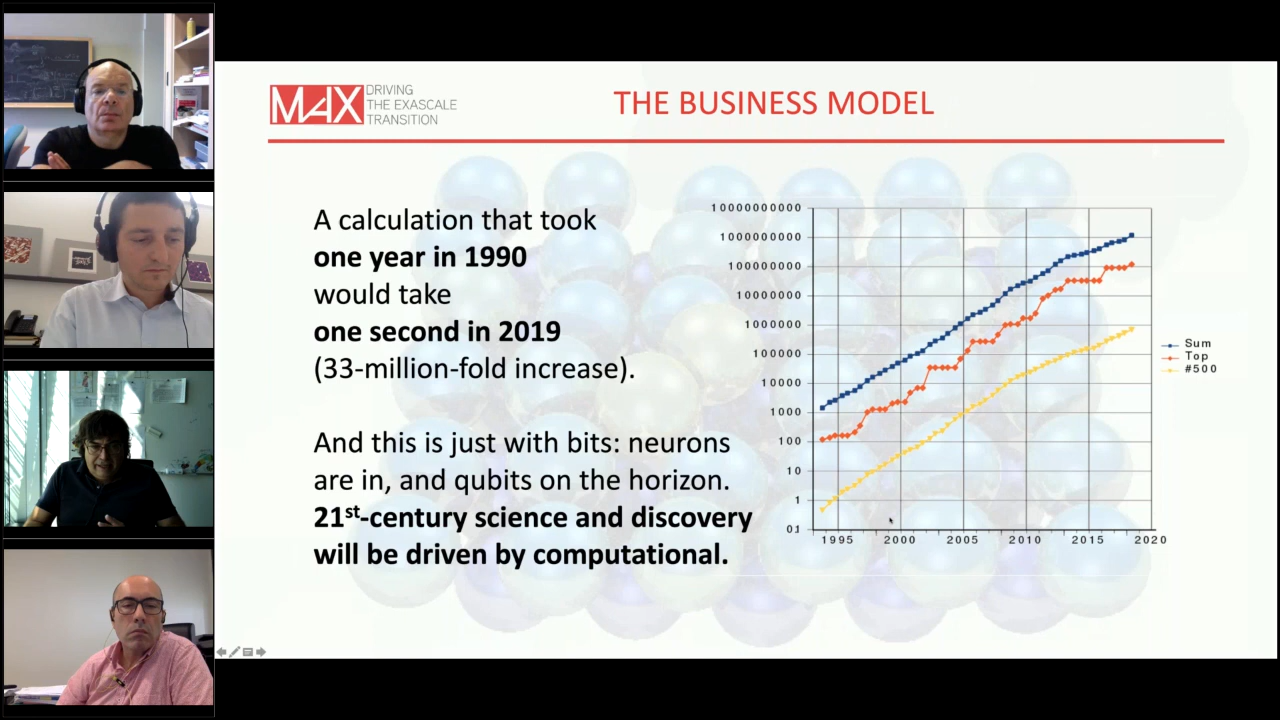 MAX
DRIVING
THE EXASCALE
TRANSITION
THE BUSINESS MODEL
A calculation that took
one year in 1990
would take
one second in 2019
(33-million-fold increase).
And this is just with bits: neurons
are in, and qubits on the horizon.
21st-century science and discovery
will be driven by computational.
10000000000
1000000000
100000000
10000000
1000000
100000
10000
1000
100
10
1
01
1995
2000
2005
2010
2015
2020
Sum
Top
#500